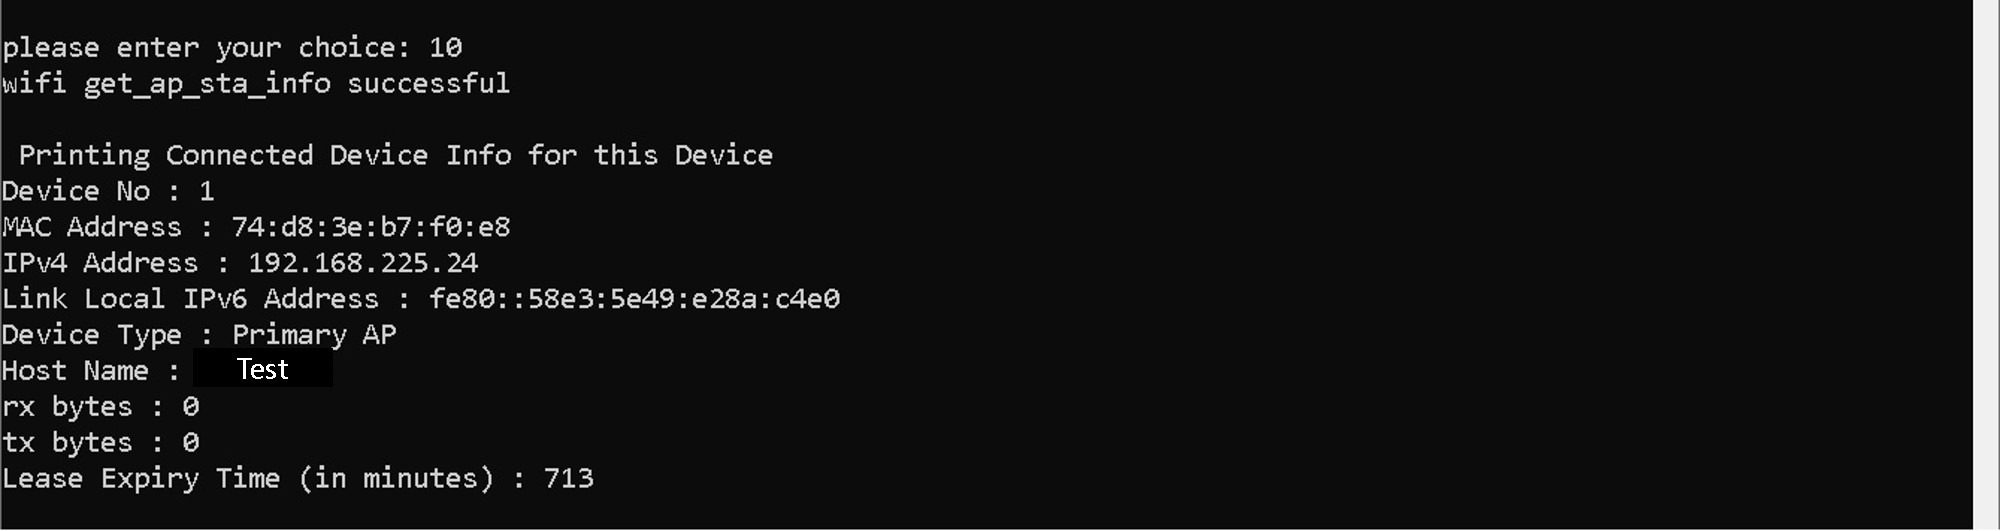 please enter your choice: 10
wifi get_ap_sta_info successful
Printing Connected Device Info for this Device
Device No : 1
MAC Address : 74:d8:3e:b7:f0:e8
IPv4 Address : 192.168.225.24
Link Local IPv6 Address : fe80::58e3:5e49:e28a:c4e0
Device Type : Primary AP
Host Name : Test
rx bytes : 0
tx bytes : 0
Lease Expiry Time (in minutes) : 713